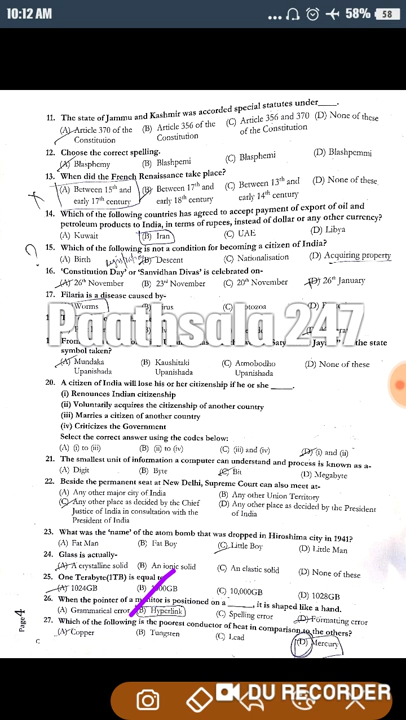 10:12 AM
58%
58
11. The state of Jammu and Kashmir was accorded special statutes under____.
(A) Article 370 of the Constitution (B) Article 356 of the Constitution (C) Article 356 and 370 of the Constitution (D) None of these
12. Choose the correct spelling.
(A) Blasphemy (B) Blashpemi (C) Blasphemi (D) Blashpemmi
13. When did the French Renaissance take place?
(A) Between 15th and early 17th century (B) Between 17th and early 18th century (C) Between 13th and early 14th century (D) None of these
14. Which of the following countries has agreed to accept payment of export of oil and
petroleum products to India, in terms of rupees, instead of dollar or any other currency?
(A) Kuwait (B) Iran (C) UAE (D) Libya
15. Which of the following is not a condition for becoming a citizen of India?
(A) Birth (B) Descent (C) Nationalisation (D) Acquiring property
16. 'Constitution Day' or 'Sanvidhan Divas' is celebrated on-
(A) 26th November (B) 23rd November (C) 20th November (D) 26th January
17. Filaria is a disease caused by-
(A) Worms
Paathsala 247
symbol taken?
(A) Mundaka Upanishada (B) Kaushitaki Upanishada (C) Armobodho Upanishada (D) None of these
20. A citizen of India will lose his or her citizenship if he or she ____.
(i) Renounces Indian citizenship
(ii) Voluntarily acquires the citizenship of another country
(iii) Marries a citizen of another country
(iv) Criticizes the Government
Select the correct answer using the codes below:
(A) (i) to (iii) (B) (ii) to (iv) (C) (iii) and (iv) (D) (i) and (ii)
21. The smallest unit of information a computer can understand and process is known as a-
(A) Digit (B) Byte (C) Bit (D) Megabyte
22. Beside the permanent seat at New Delhi, Supreme Court can also meet at-
(A) Any other major city of India (B) Any other Union Territory
(C) Any other place as decided by the Chief Justice of India in consultation with the President of India (D) Any other place as decided by the President of India
23. What was the 'name' of the atom bomb that was dropped in Hiroshima city in 1941?
(A) Fat Man (B) Fat Boy (C) Little Boy (D) Little Man
24. Glass is actually-
(A) A crystalline solid (B) An ionic solid (C) An elastic solid (D) None of these
25. One Terabyte(1TB) is equal to
(A) 1024GB (C) 10,000GB (D) 1028GB
26. When the pointer of a monitor is positioned on a ____, it is shaped like a hand.
(A) Grammatical error (B) Hyperlink (C) Spelling error (D) Formatting error
27. Which of the following is the poorest conductor of heat in comparison to the others?
(A) Copper (B) Tungsten (C) Lead (D) Mercury
Page 4
C
DU RECORDER